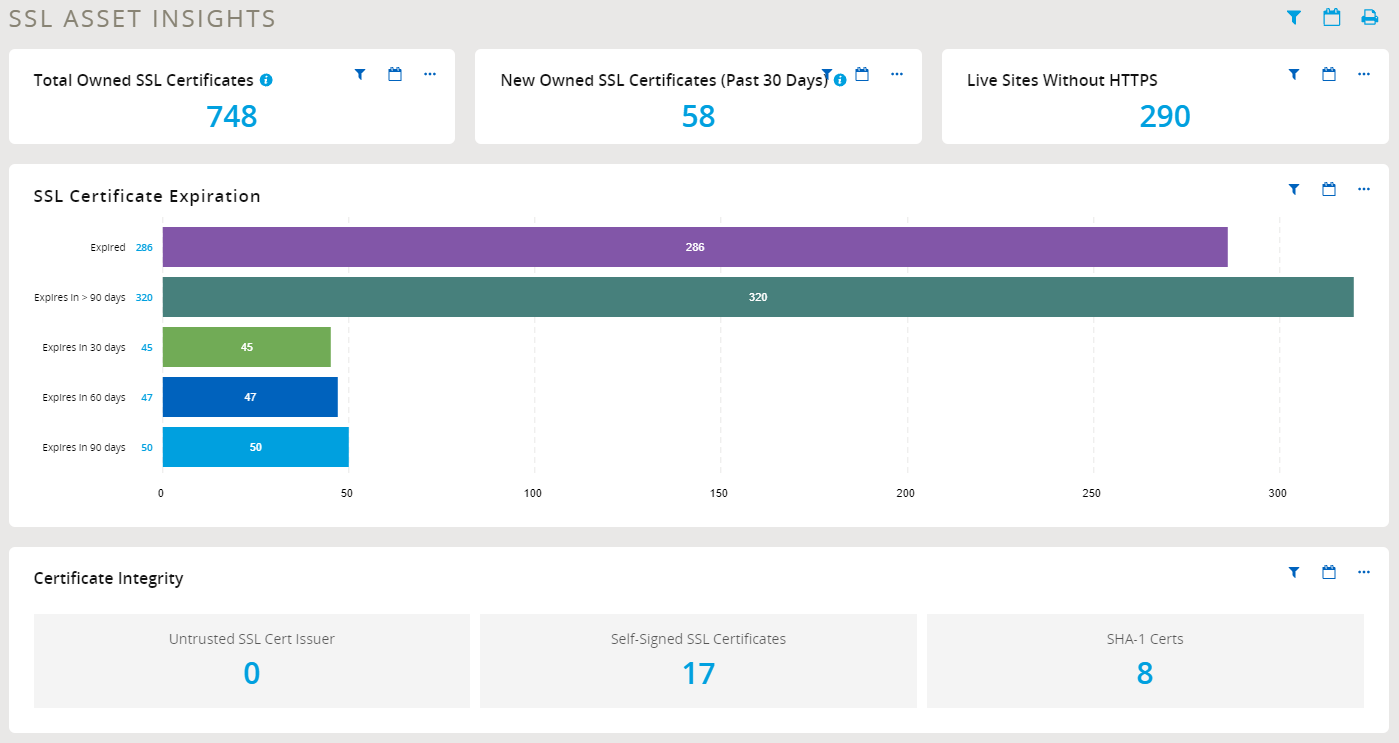 SSL ASSET INSIGHTS
Total Owned SSL Certificates
748
New Owned SSL Certificates (Past 30 Days)
58
Live Sites Without HTTPS
290
SSL Certificate Expiration
Expired 286 286
Expires in > 90 days 320 320
Expires in 30 days 45 45
Expires in 60 days 47 47
Expires in 90 days 50 50
0 50 100 150 200 250 300
Certificate Integrity
Untrusted SSL Cert Issuer
0
Self-Signed SSL Certificates
17
SHA-1 Certs
8